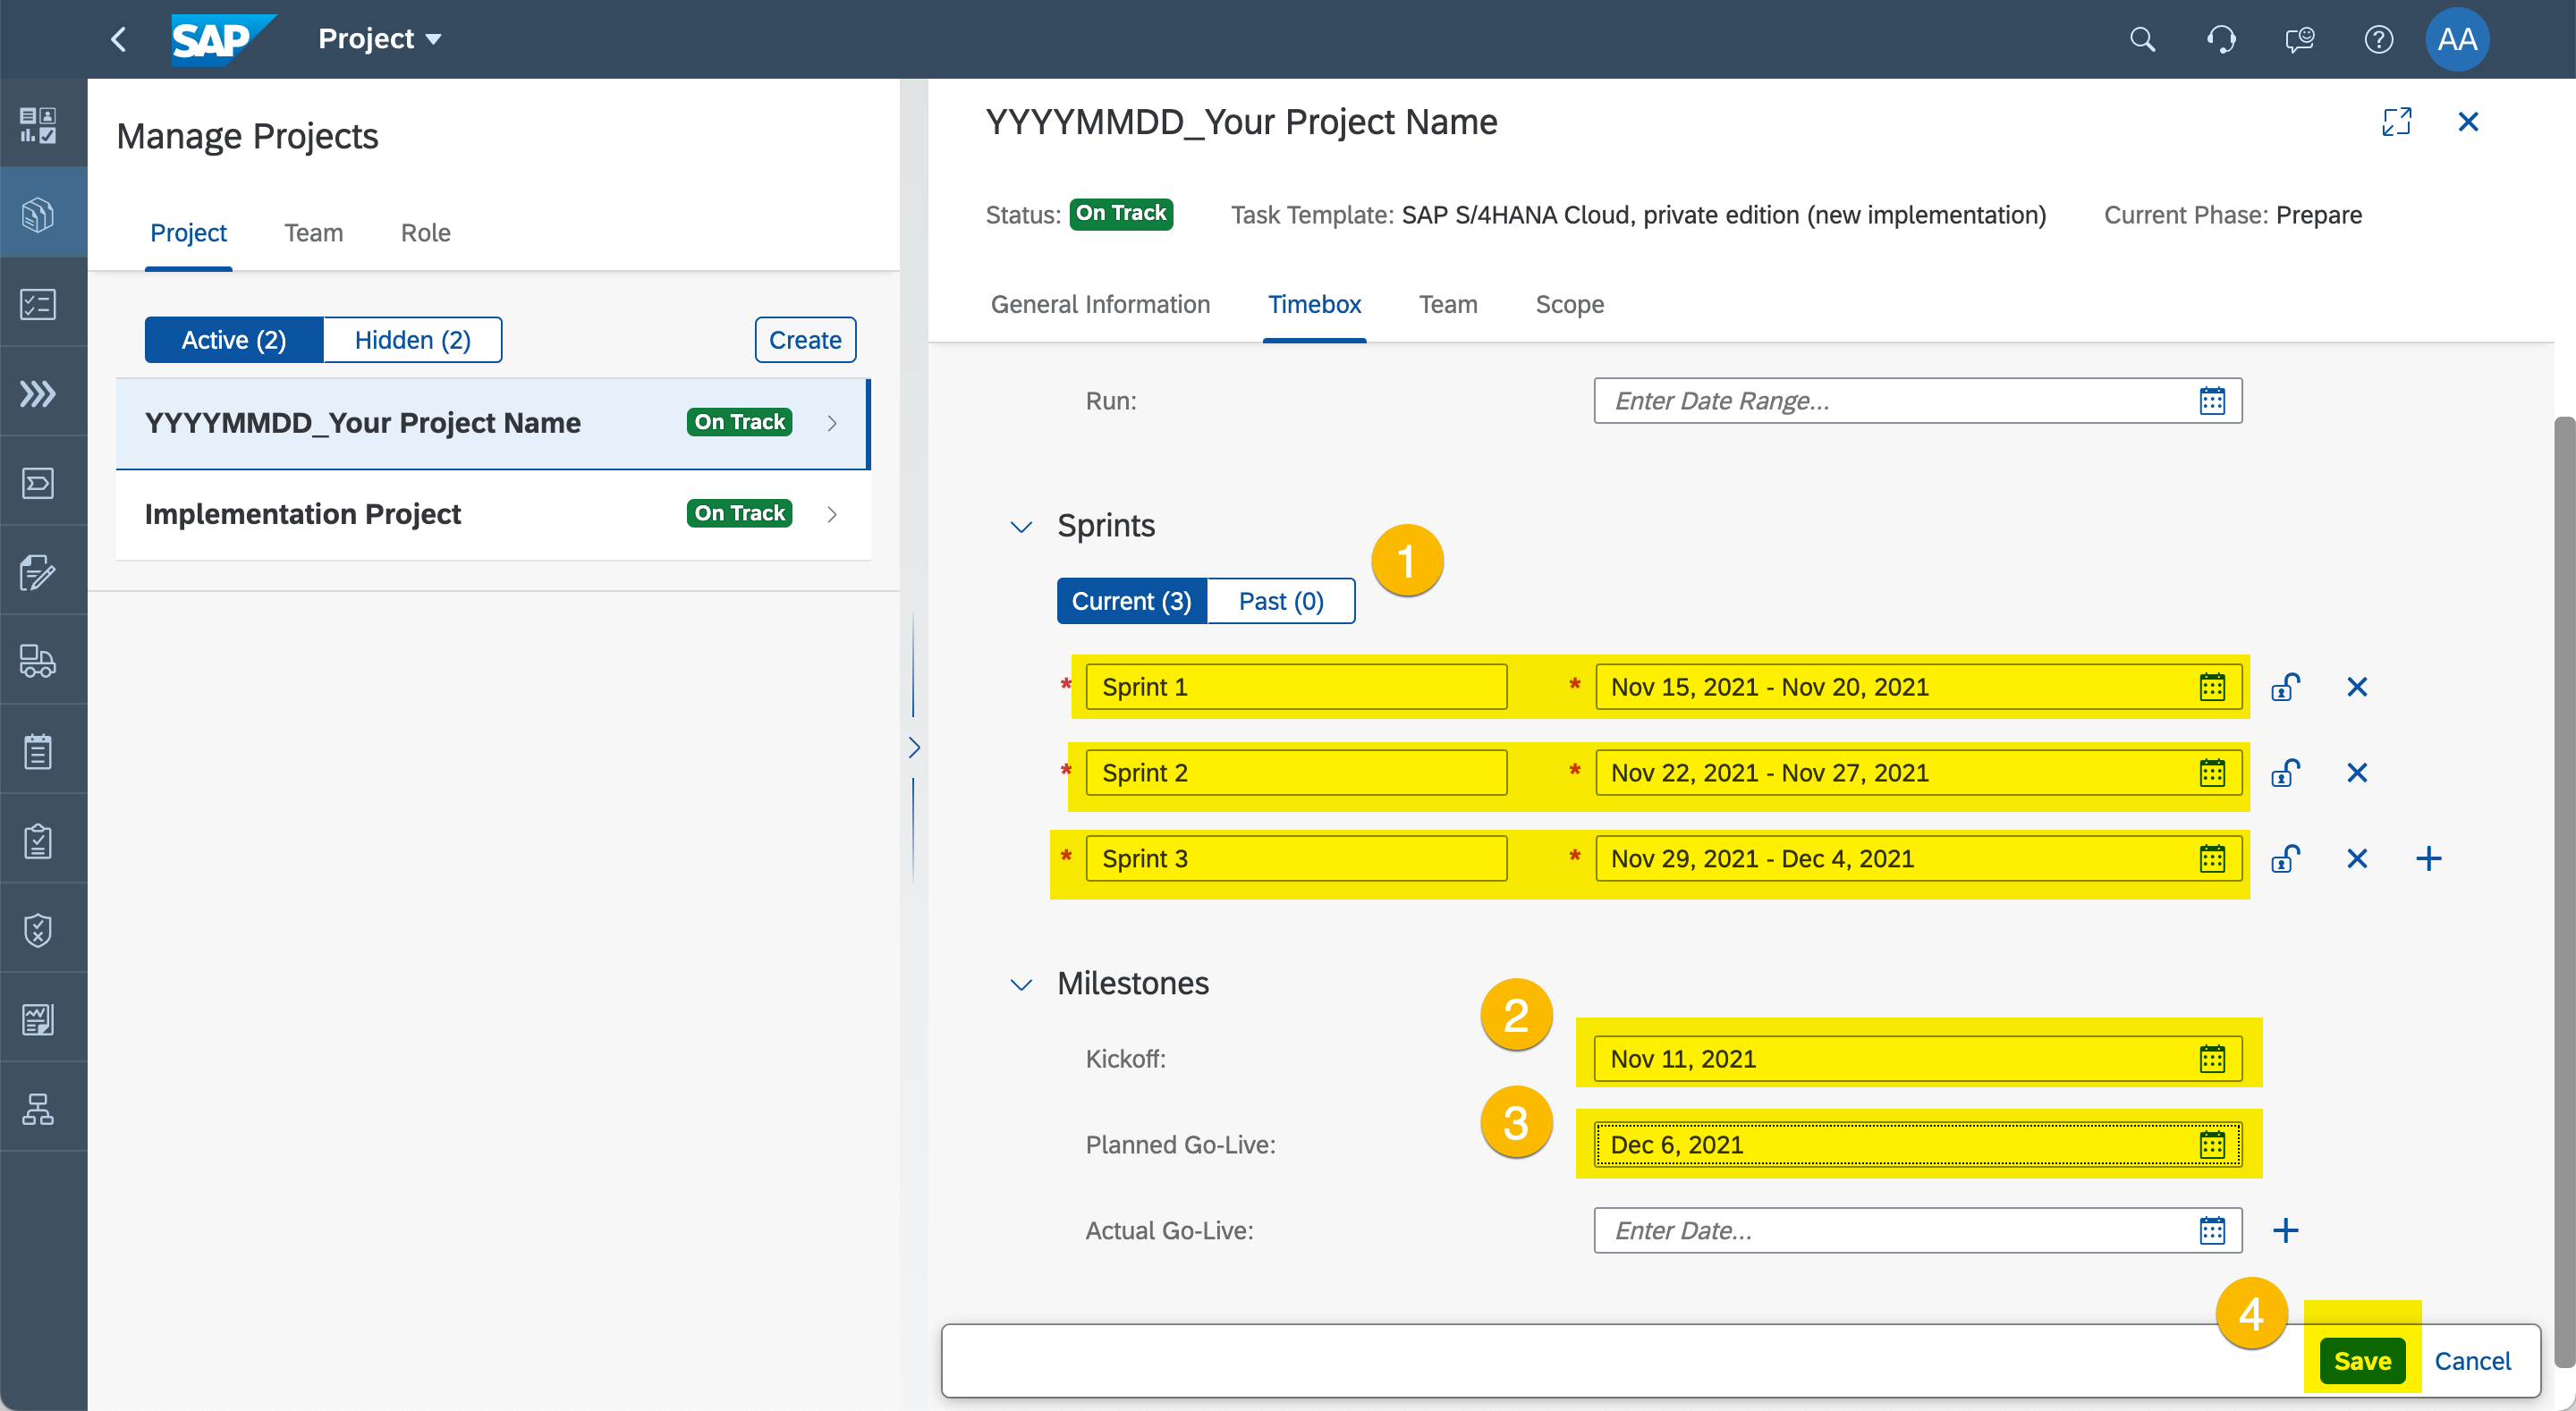 SAP Project
AA
Manage Projects
Project Team Role
Active (2) Hidden (2) Create
YYYYMMDD_Your Project Name On Track
Implementation Project On Track
YYYYMMDD_Your Project Name
Status: On Track Task Template: SAP S/4HANA Cloud, private edition (new implementation) Current Phase: Prepare
General Information Timebox Team Scope
Run: Enter Date Range...
Sprints
1
Current (3) Past (0)
* Sprint 1 * Nov 15, 2021 - Nov 20, 2021
* Sprint 2 * Nov 22, 2021 - Nov 27, 2021
* Sprint 3 * Nov 29, 2021 - Dec 4, 2021
Milestones
2
Kickoff: Nov 11, 2021
3
Planned Go-Live: Dec 6, 2021
Actual Go-Live: Enter Date...
4
Save Cancel